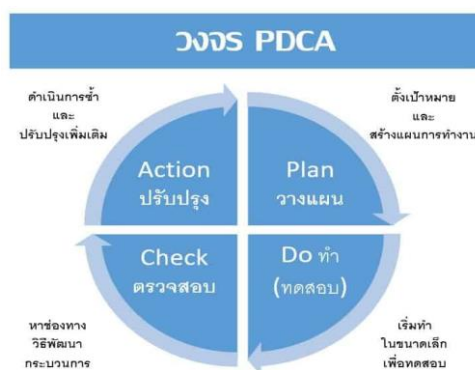 วงจร PDCA
ดำเนินการซ้ำ
และ
ปรับปรุงเพิ่มเติม
ตั้งเป้าหมาย
และ
สร้างแผนการทำงาน
Action
ปรับปรุง
Plan
วางแผน
Check
ตรวจสอบ
Do ทำ
(ทดสอบ)
หาช่องทาง
วิธีพัฒนา
กระบวนการ
เริ่มทำ
ในขนาดเล็ก
เพื่อทดสอบ